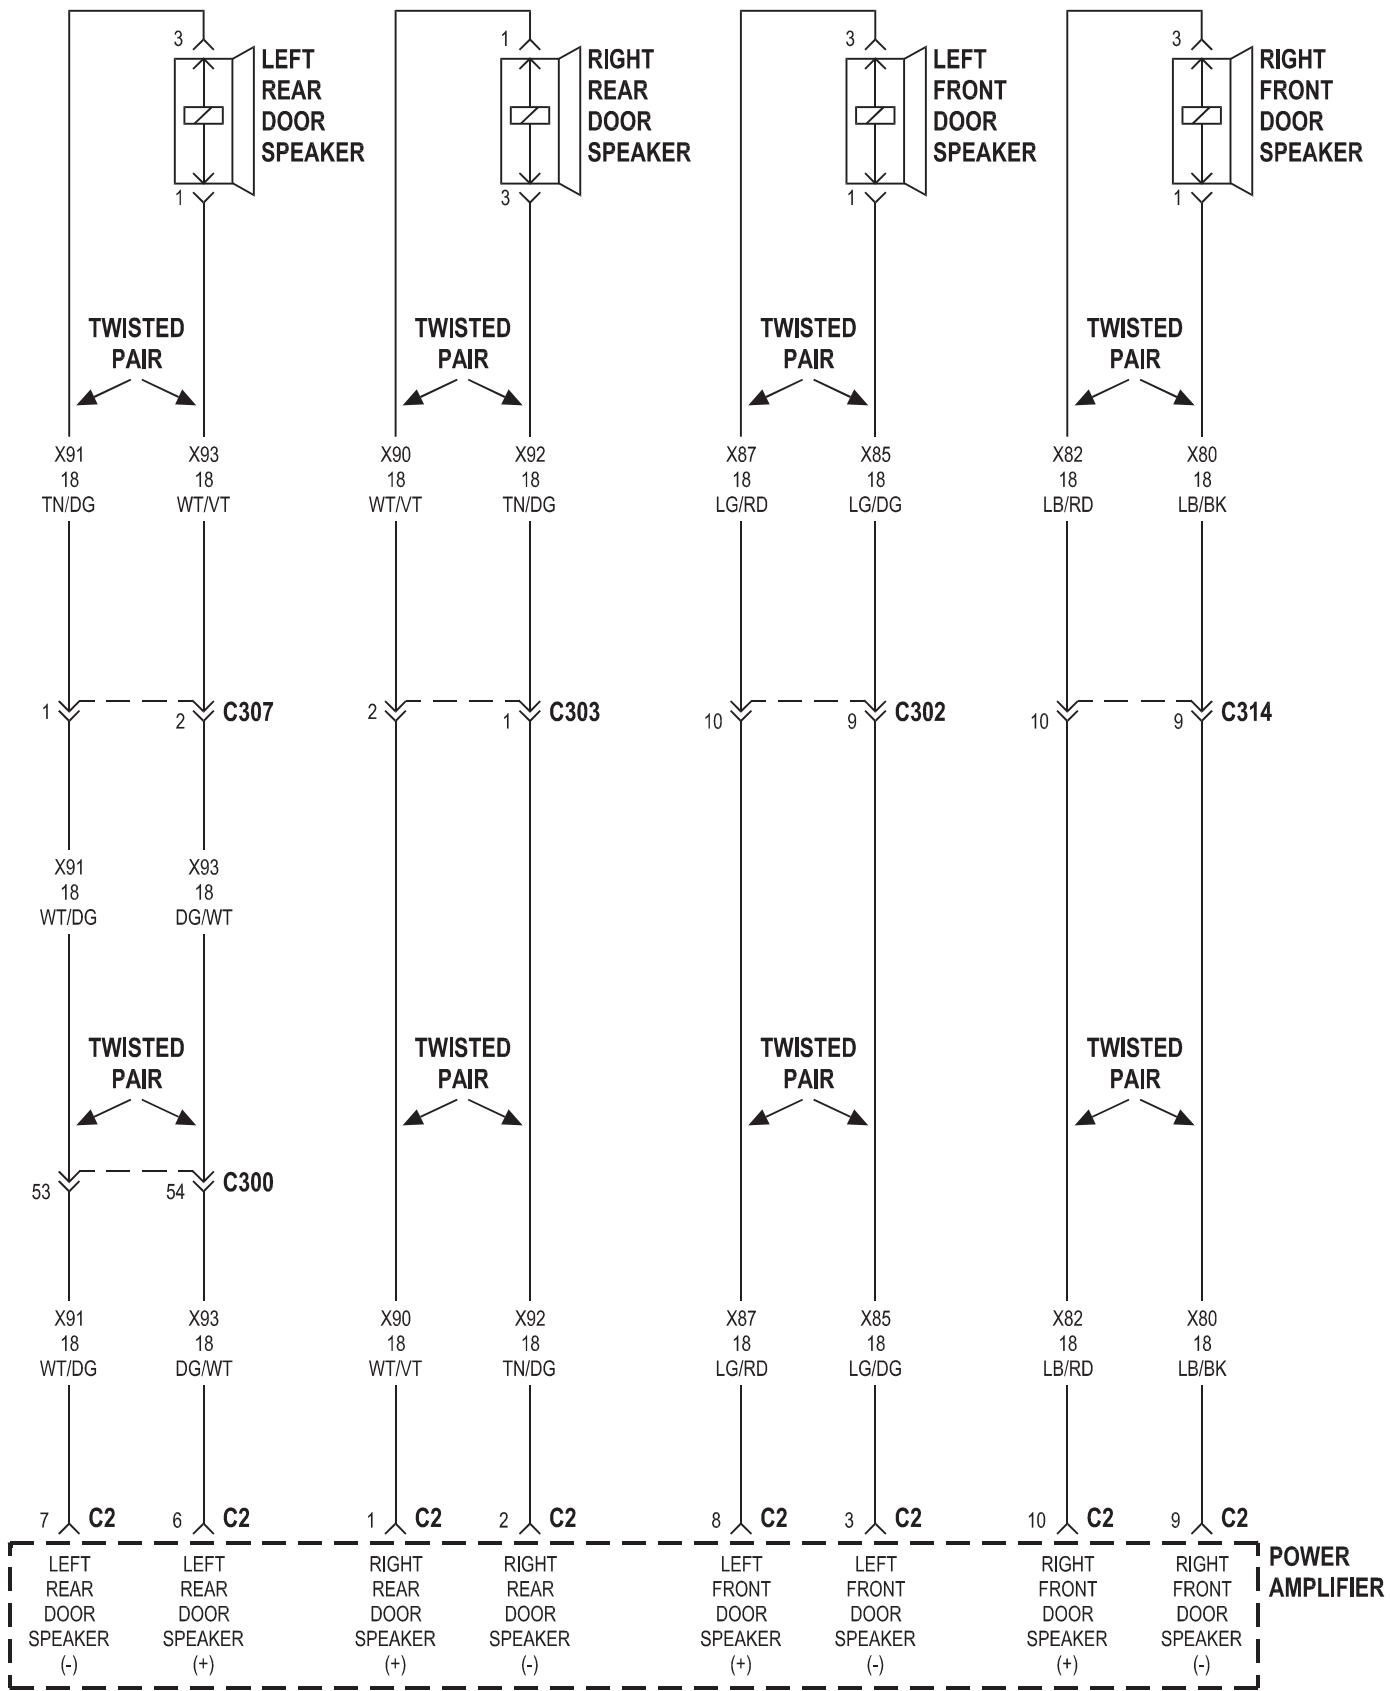 3
LEFT
REAR
DOOR
SPEAKER
1
1
RIGHT
REAR
DOOR
SPEAKER
3
3
LEFT
FRONT
DOOR
SPEAKER
1
3
RIGHT
FRONT
DOOR
SPEAKER
1
TWISTED
PAIR
TWISTED
PAIR
TWISTED
PAIR
TWISTED
PAIR
X91
18
TN/DG
X93
18
WT/VT
X90
18
WT/VT
X92
18
TN/DG
X87
18
LG/RD
X85
18
LG/DG
X82
18
LB/RD
X80
18
LB/BK
1
2
C307
2
1
C303
10
9
C302
10
9
C314
X91
18
WT/DG
X93
18
DG/WT
TWISTED
PAIR
TWISTED
PAIR
TWISTED
PAIR
TWISTED
PAIR
53
54
C300
X91
18
WT/DG
X93
18
DG/WT
X90
18
WT/VT
X92
18
TN/DG
X87
18
LG/RD
X85
18
LG/DG
X82
18
LB/RD
X80
18
LB/BK
7 C2
6 C2
1 C2
2 C2
8 C2
3 C2
10 C2
9 C2
LEFT
REAR
DOOR
SPEAKER
(-)
LEFT
REAR
DOOR
SPEAKER
(+)
RIGHT
REAR
DOOR
SPEAKER
(+)
RIGHT
REAR
DOOR
SPEAKER
(-)
LEFT
FRONT
DOOR
SPEAKER
(+)
LEFT
FRONT
DOOR
SPEAKER
(-)
RIGHT
FRONT
DOOR
SPEAKER
(+)
RIGHT
FRONT
DOOR
SPEAKER
(-)
POWER
AMPLIFIER